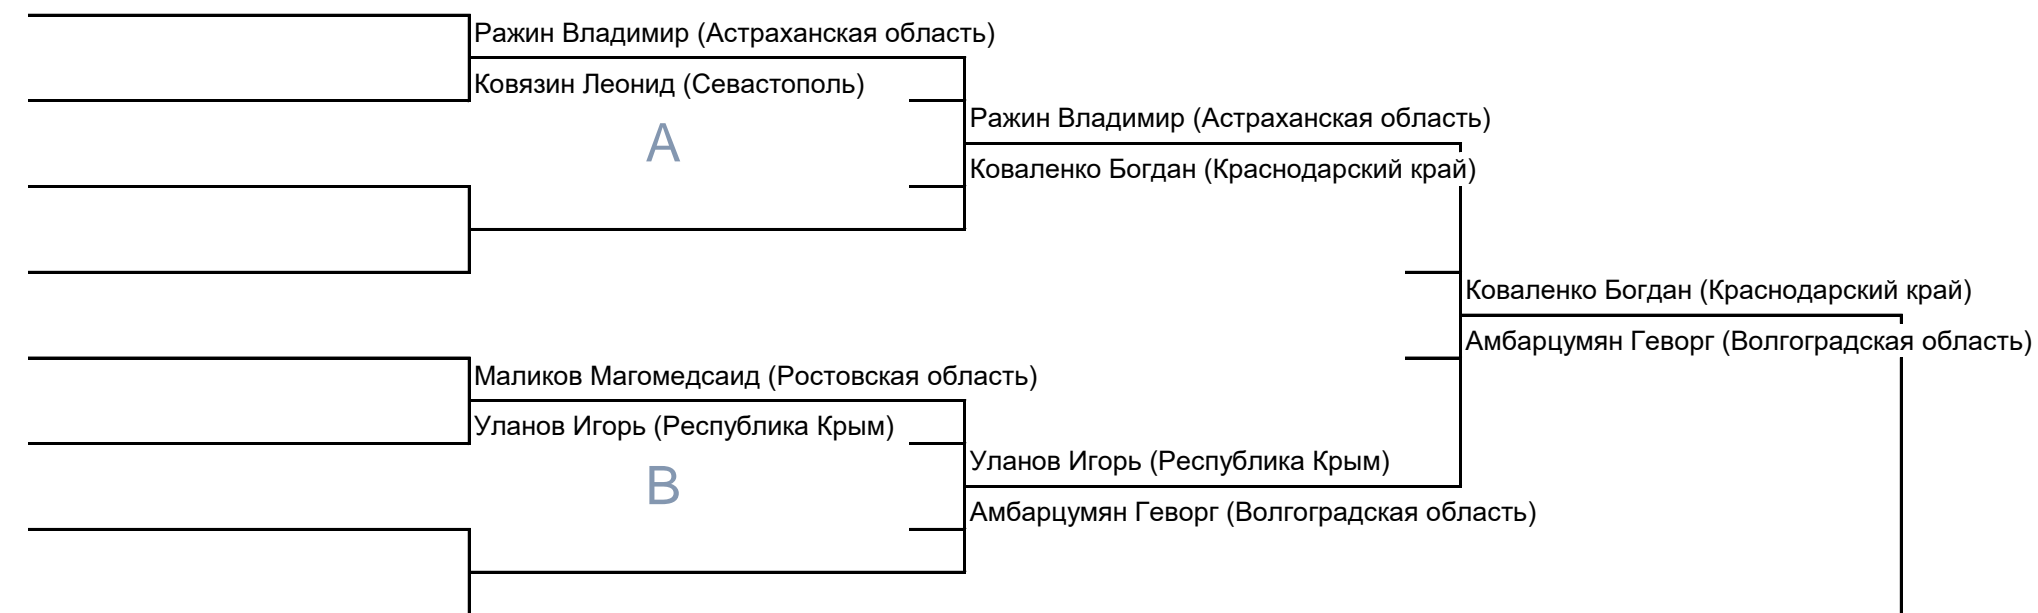 Ражин Владимир (Астраханская область)
Ковязин Леонид (Севастополь)
A
Ражин Владимир (Астраханская область)
Коваленко Богдан (Краснодарский край)
Коваленко Богдан (Краснодарский край)
Амбарцумян Геворг (Волгоградская область)
Маликов Магомедсаид (Ростовская область)
Уланов Игорь (Республика Крым)
B
Уланов Игорь (Республика Крым)
Амбарцумян Геворг (Волгоградская область)